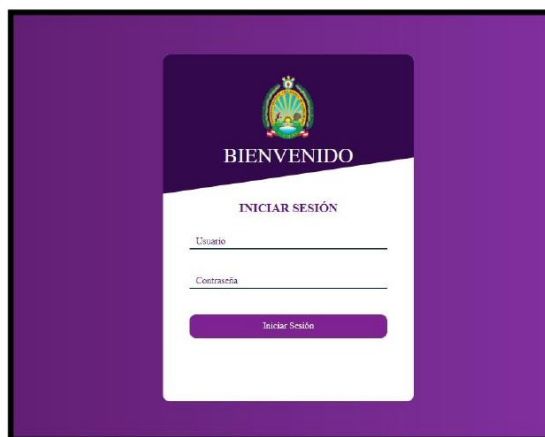 BIENVENIDO
INICIAR SESIÓN
Usuario
Contraseña
Iniciar Sesión